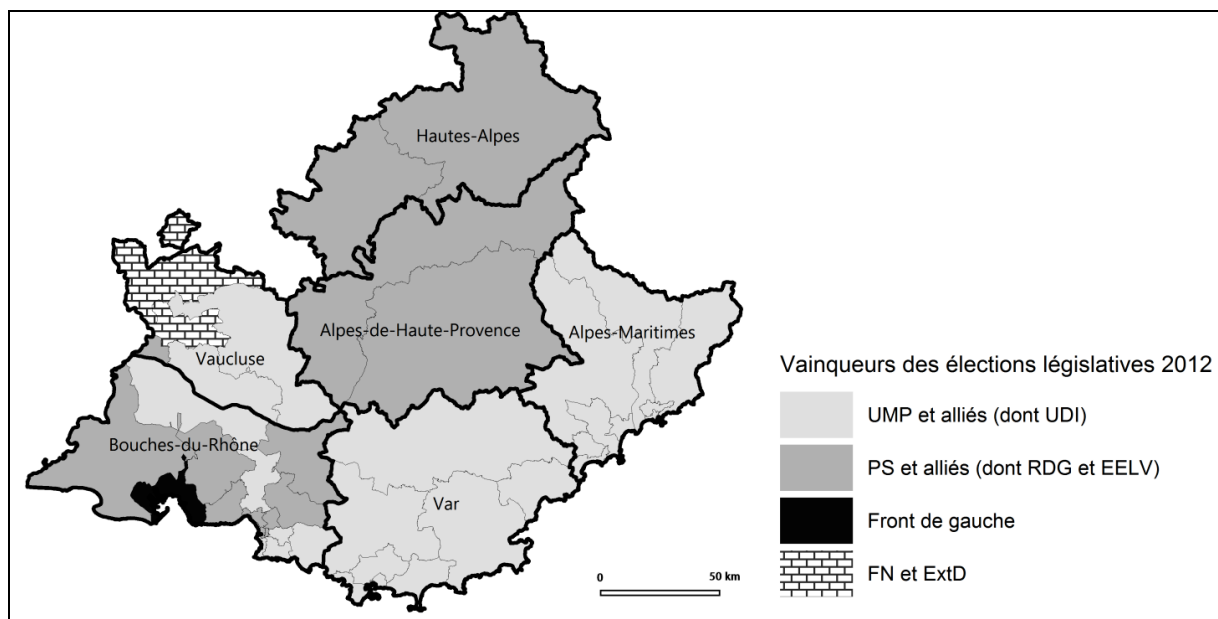 Hautes-Alpes
Alpes-de-Haute-Provence
Alpes-Maritimes
Vaucluse
Bouches-du-Rhône
Var
0 50 km
Vainqueurs des élections législatives 2012
UMP et alliés (dont UDI)
PS et alliés (dont RDG et EELV)
Front de gauche
FN et ExtD